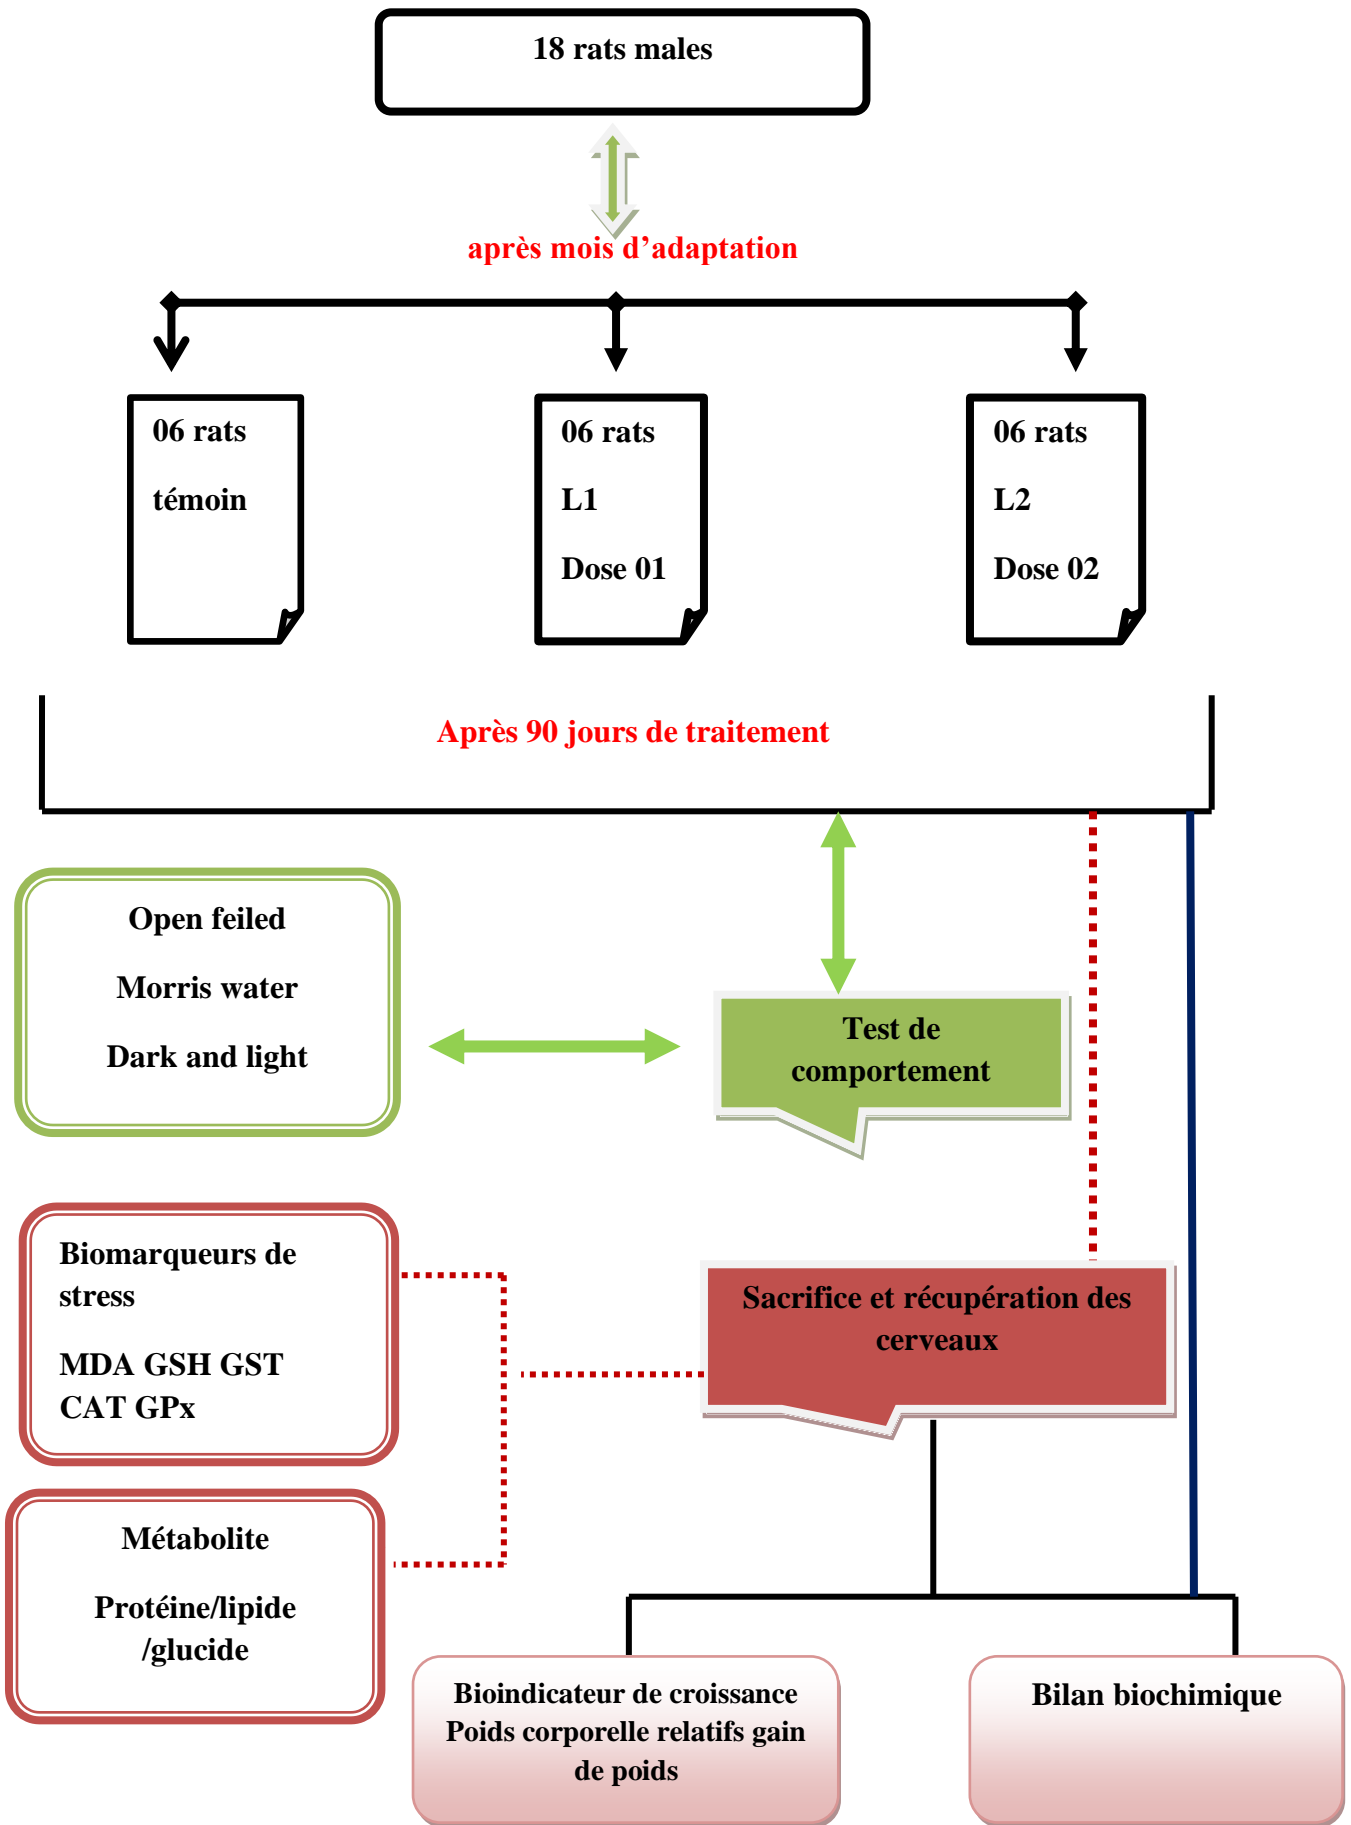 18 rats males
après mois d’adaptation
06 rats
témoin
06 rats
L1
Dose 01
06 rats
L2
Dose 02
Après 90 jours de traitement
Open feiled
Morris water
Dark and light
Test de
comportement
Biomarqueurs de
stress
MDA GSH GST
CAT GPx
Sacrifice et récupération des
cerveaux
Métabolite
Protéine/lipide
/glucide
Bioindicateur de croissance
Poids corporelle relatifs gain
de poids
Bilan biochimique